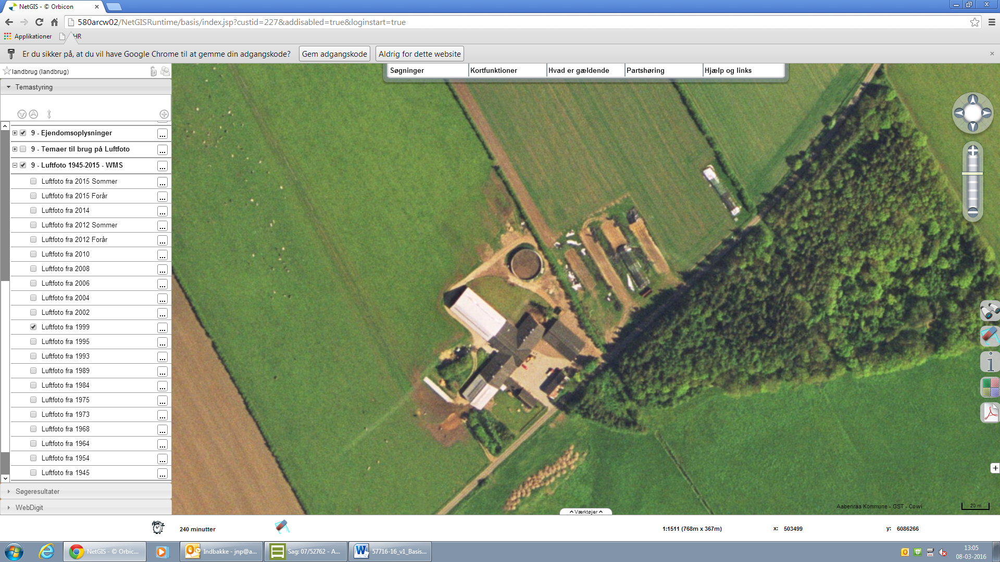 NetGIS - © Orbicon
580arcw02/NetGISRuntime/basis/index.jsp?custid=227&addisabled=true&loginstart=true
Applikationer
HR
Er du sikker på, at du vil have Google Chrome til at gemme din adgangskode?
Gem adgangskode
Aldrig for dette website
landbrug (landbrug)
Søgninger
Kortfunktioner
Hvad er gældende
Partshøring
Hjælp og links
Temastyring
9 - Ejendomsoplysninger
...
9 - Temaer til brug på Luftfoto
...
9 - Luftfoto 1945-2015 - WMS
...
Luftfoto fra 2015 Sommer
...
Luftfoto fra 2015 Forår
...
Luftfoto fra 2014
...
Luftfoto fra 2012 Sommer
...
Luftfoto fra 2012 Forår
...
Luftfoto fra 2010
...
Luftfoto fra 2008
...
Luftfoto fra 2006
...
Luftfoto fra 2004
...
Luftfoto fra 2002
...
Luftfoto fra 1999
...
Luftfoto fra 1995
...
Luftfoto fra 1993
...
Luftfoto fra 1989
...
Luftfoto fra 1984
...
Luftfoto fra 1975
...
Luftfoto fra 1973
...
Luftfoto fra 1968
...
Luftfoto fra 1964
...
Luftfoto fra 1954
...
Luftfoto fra 1945
...
Søgeresultater
WebDigit
Værktøjer
Aabenraa Kommune - GST - Cowi
20 m
240 minutter
1:1511 (768m x 367m)
x: 503499
y: 6086266
NetGIS - © Orbic...
Indbakke - jnp@a...
Sag: 07/52762 - A...
57716-16_v1_Basis...
13:05
08-03-2016